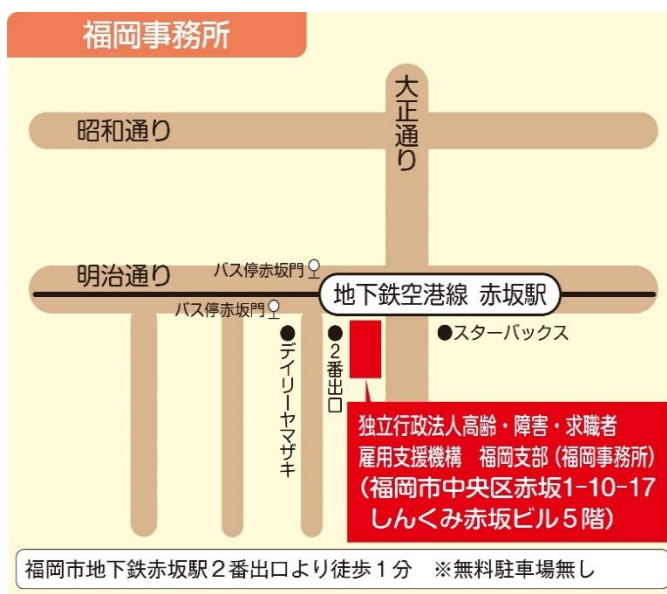 福岡事務所
大正通り
昭和通り
明治通り
バス停赤坂門
地下鉄空港線 赤坂駅
バス停赤坂門
●デイリーヤマザキ
●2番出口
●スターバックス
独立行政法人高齢・障害・求職者
雇用支援機構 福岡支部(福岡事務所)
(福岡市中央区赤坂1-10-17
しんくみ赤坂ビル5階)
福岡市地下鉄赤坂駅2番出口より徒歩1分 ※無料駐車場無し